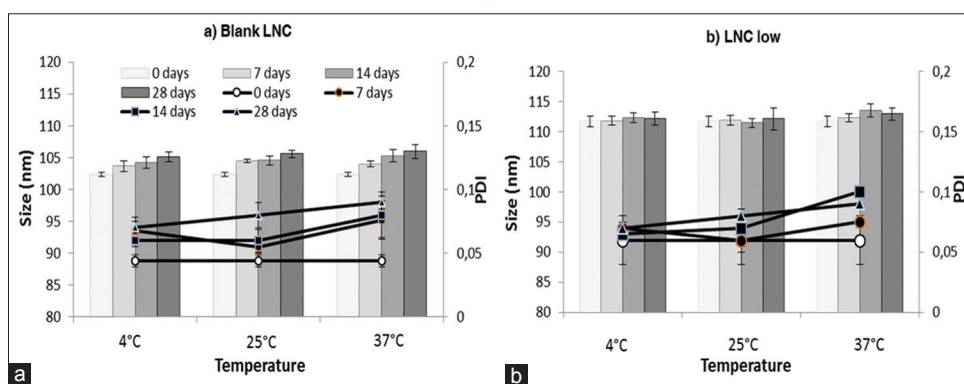 a) Blank LNC
120
115
110
105
100
95
90
85
80
Size (nm)
0 days
7 days
14 days
28 days
0 days
7 days
14 days
28 days
0,2
0,15
0,1
0,05
0
PDI
4°C
25°C
37°C
Temperature
a
b) LNC low
120
115
110
105
100
95
90
85
80
Size (nm)
0,2
0,15
0,10
0,05
0
PDI
4°C
25°C
37°C
Temperature
b